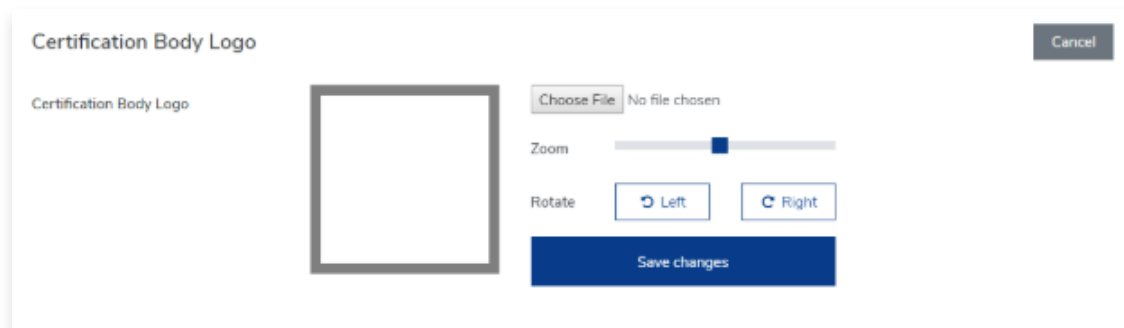 Certification Body Logo
Cancel
Certification Body Logo
Choose File No file chosen
Zoom
Rotate
Left
Right
Save changes